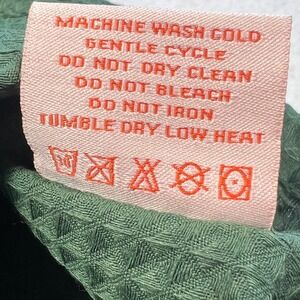 MACHINE WASH COLD
GENTLE CYCLE
DO NOT DRY CLEAN
DO NOT BLEACH
DO NOT IRON
TUMBLE DRY LOW HEAT